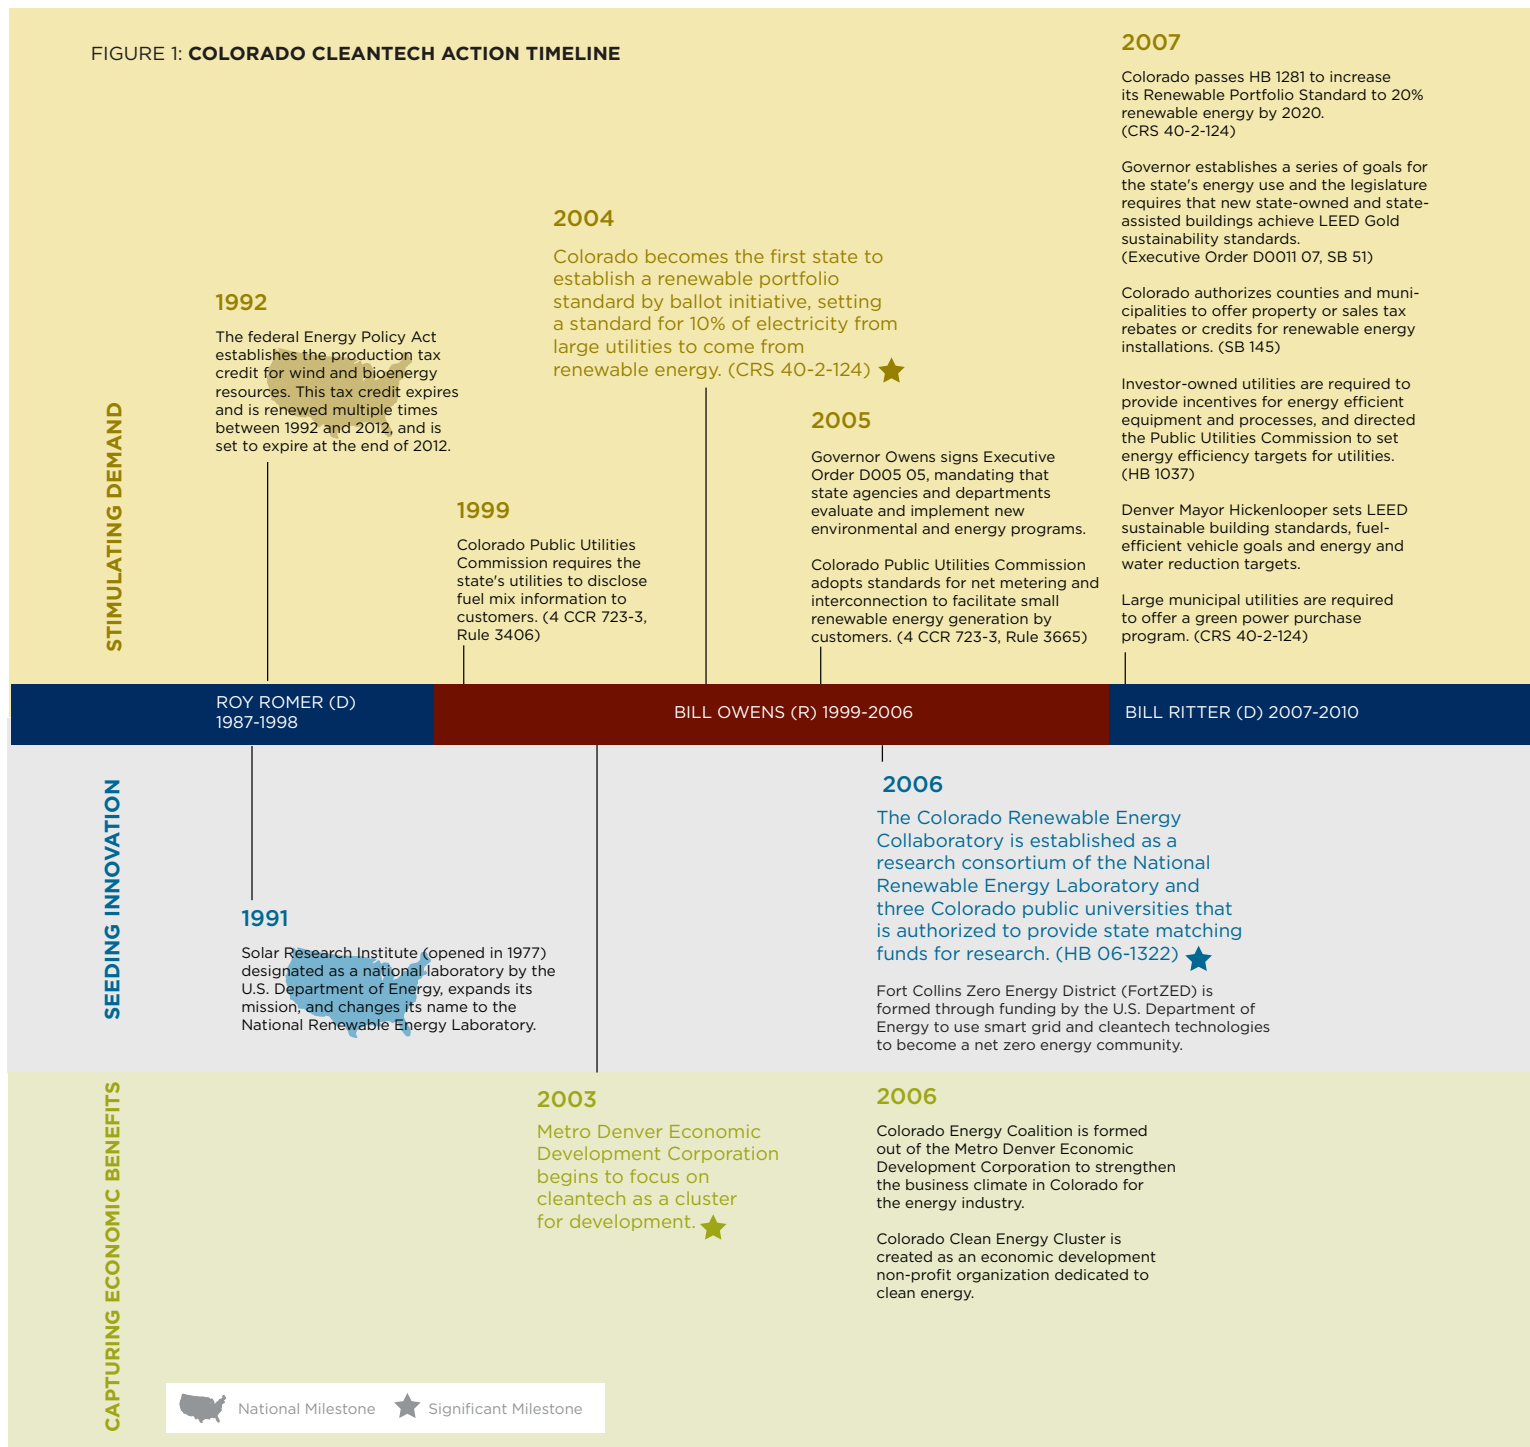 FIGURE 1: COLORADO CLEANTECH ACTION TIMELINE
STIMULATING DEMAND
1992
The federal Energy Policy Act
establishes the production tax
credit for wind and bioenergy
resources. This tax credit expires
and is renewed multiple times
between 1992 and 2012, and is
set to expire at the end of 2012.
1999
Colorado Public Utilities
Commission requires the
state's utilities to disclose
fuel mix information to
customers. (4 CCR 723-3,
Rule 3406)
2004
Colorado becomes the first state to
establish a renewable portfolio
standard by ballot initiative, setting
a standard for 10% of electricity from
large utilities to come from
renewable energy. (CRS 40-2-124)
2005
Governor Owens signs Executive
Order D005 05, mandating that
state agencies and departments
evaluate and implement new
environmental and energy programs.
Colorado Public Utilities Commission
adopts standards for net metering and
interconnection to facilitate small
renewable energy generation by
customers. (4 CCR 723-3, Rule 3665)
2007
Colorado passes HB 1281 to increase
its Renewable Portfolio Standard to 20%
renewable energy by 2020.
(CRS 40-2-124)
Governor establishes a series of goals for
the state's energy use and the legislature
requires that new state-owned and state-
assisted buildings achieve LEED Gold
sustainability standards.
(Executive Order D0011 07, SB 51)
Colorado authorizes counties and muni-
cipalities to offer property or sales tax
rebates or credits for renewable energy
installations. (SB 145)
Investor-owned utilities are required to
provide incentives for energy efficient
equipment and processes, and directed
the Public Utilities Commission to set
energy efficiency targets for utilities.
(HB 1037)
Denver Mayor Hickenlooper sets LEED
sustainable building standards, fuel-
efficient vehicle goals and energy and
water reduction targets.
Large municipal utilities are required
to offer a green power purchase
program. (CRS 40-2-124)
ROY ROMER (D)
1987-1998
BILL OWENS (R) 1999-2006
BILL RITTER (D) 2007-2010
SEEDING INNOVATION
1991
Solar Research Institute (opened in 1977)
designated as a national laboratory by the
U.S. Department of Energy, expands its
mission, and changes its name to the
National Renewable Energy Laboratory.
2006
The Colorado Renewable Energy
Collaboratory is established as a
research consortium of the National
Renewable Energy Laboratory and
three Colorado public universities that
is authorized to provide state matching
funds for research. (HB 06-1322)
Fort Collins Zero Energy District (FortZED) is
formed through funding by the U.S. Department of
Energy to use smart grid and cleantech technologies
to become a net zero energy community.
CAPTURING ECONOMIC BENEFITS
2003
Metro Denver Economic
Development Corporation
begins to focus on
cleantech as a cluster
for development.
2006
Colorado Energy Coalition is formed
out of the Metro Denver Economic
Development Corporation to strengthen
the business climate in Colorado for
the energy industry.
Colorado Clean Energy Cluster is
created as an economic development
non-profit organization dedicated to
clean energy.
National Milestone
Significant Milestone